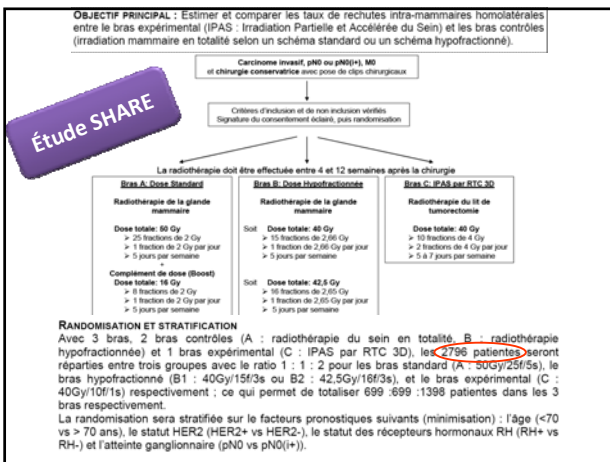 OBJECTIF PRINCIPAL : Estimer et comparer les taux de rechutes intra-mammaires homolatérales
entre le bras expérimental (IPAS : Irradiation Partielle et Accélérée du Sein) et les bras contrôles
(irradiation mammaire en totalité selon un schéma standard ou un schéma hypofractionné).
Étude SHARE
Carcinome invasif, pN0 ou pN0(i+), M0
et chirurgie conservatrice avec pose de clips chirurgicaux
Critères d'inclusion et de non inclusion vérifiés
Signature du consentement éclairé, puis randomisation
La radiothérapie doit être effectuée entre 4 et 12 semaines après la chirurgie
Bras A: Dose Standard
Radiothérapie de la glande
mammaire
Dose totale: 50 Gy
➢ 25 fractions de 2 Gy
➢ 1 fraction de 2 Gy par jour
➢ 5 jours par semaine
+
Complément de dose (Boost)
Dose totale: 16 Gy
➢ 8 fractions de 2 Gy
➢ 1 fraction de 2 Gy par jour
➢ 5 jours par semaine
Bras B: Dose Hypofractionnée
Radiothérapie de la glande
mammaire
Soit Dose totale: 40 Gy
➢ 15 fractions de 2,66 Gy
➢ 1 fraction de 2,66 Gy par jour
➢ 5 jours par semaine
Soit Dose totale: 42,5 Gy
➢ 16 fractions de 2,65 Gy
➢ 1 fraction de 2,65 Gy par jour
➢ 5 jours par semaine
Bras C: IPAS par RTC 3D
Radiothérapie du lit de
tumorectomie
Dose totale: 40 Gy
➢ 10 fractions de 4 Gy
➢ 2 fractions de 4 Gy par jour
➢ 5 à 7 jours par semaine
RANDOMISATION ET STRATIFICATION
Avec 3 bras, 2 bras contrôles (A : radiothérapie du sein en totalité, B : radiothérapie
hypofractionnée) et 1 bras expérimental (C : IPAS par RTC 3D), les 2796 patientes seront
réparties entre trois groupes avec le ratio 1 : 1 : 2 pour les bras standard (A : 50Gy/25f/5s), le
bras hypofractionné (B1 : 40Gy/15f/3s ou B2 : 42,5Gy/16f/3s), et le bras expérimental (C :
40Gy/10f/1s) respectivement ; ce qui permet de totaliser 699 :699 :1398 patientes dans les 3
bras respectivement.
La randomisation sera stratifiée sur le facteurs pronostiques suivants (minimisation) : l'âge (<70
vs > 70 ans), le statut HER2 (HER2+ vs HER2-), le statut des récepteurs hormonaux RH (RH+ vs
RH-) et l'atteinte ganglionnaire (pN0 vs pN0(i+)).